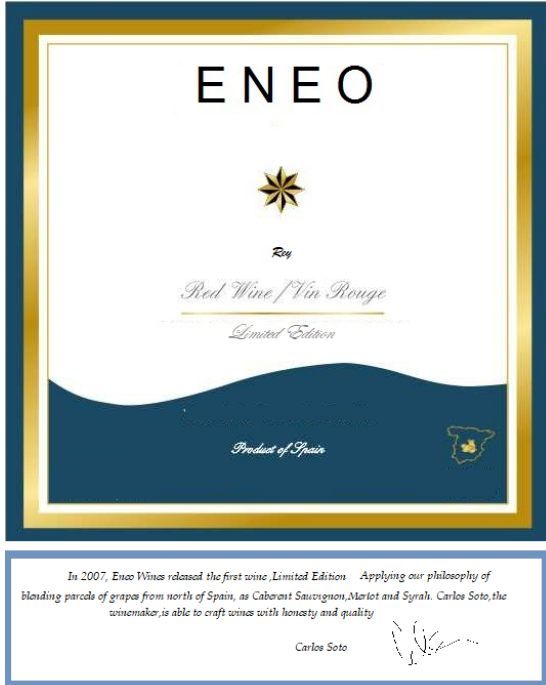 ENEO
Rey
Red Wine / Vin Rouge
Limited Edition
Product of Spain
In 2007, Eneo Wines released the first wine ,Limited Edition Applying our philosophy of
blending parcels of grapes from north of Spain, as Caberent Sauvignon,Merlot and Syrah. Carlos Soto,the
winemaker,is able to craft wines with honesty and quality
Carlos Soto